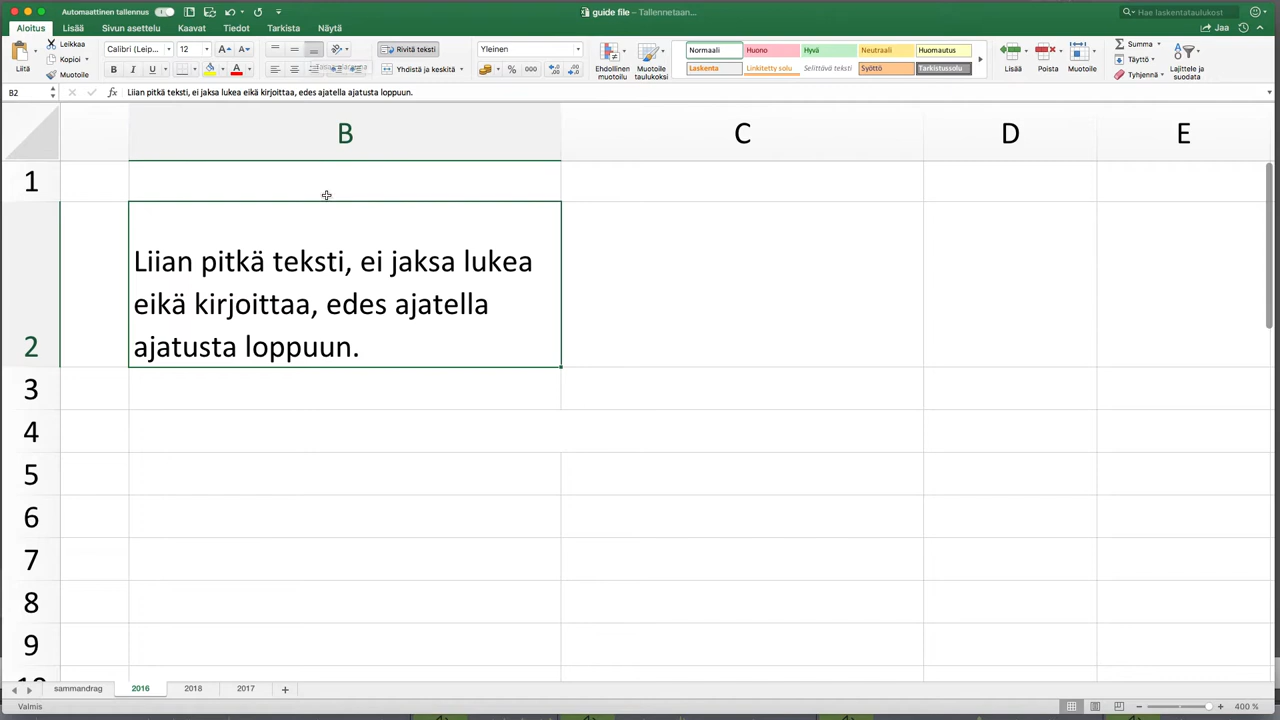 Automaattinen tallennus
guide file – Tallennetaan...
Hae laskentataulukost
Aloitus Lisää Sivun asettelu Kaavat Tiedot Tarkista Näytä
Jaa
Liitä
Leikkaa
Kopioi
Muotoile
Calibri (Leip...
12
B I U
Rivitä teksti
Yhdistä ja keskitä
Yleinen
% 000
Ehdollinen
muotoilu
Muotoile
taulukoksi
Normaali Huono Hyvä Neutraali Huomautus
Laskenta Linkitetty solu Selittävä teksti Syöttö Tarkistussolu
Lisää Poista Muotoile
Summa
Täyttö
Tyhjennä
Lajittele ja
suodata
B2
fx
Liian pitkä teksti, ei jaksa lukea eikä kirjoittaa, edes ajatella ajatusta loppuun.
B C D E
1
2
Liian pitkä teksti, ei jaksa lukea
eikä kirjoittaa, edes ajatella
ajatusta loppuun.
3
4
5
6
7
8
9
sammandrag 2016 2018 2017
Valmis
400 %